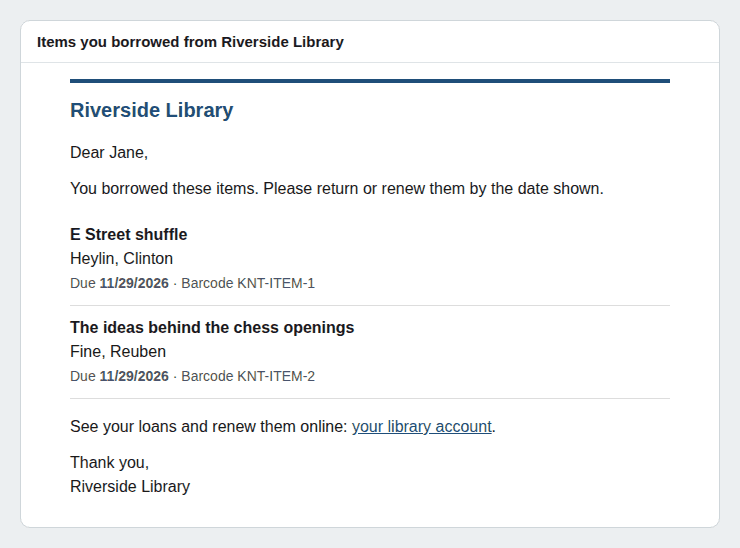 Items you borrowed from Riverside Library
Riverside Library
Dear Jane,
You borrowed these items. Please return or renew them by the date shown.
E Street shuffle
Heylin, Clinton
Due 11/29/2026 · Barcode KNT-ITEM-1
The ideas behind the chess openings
Fine, Reuben
Due 11/29/2026 · Barcode KNT-ITEM-2
See your loans and renew them online: your library account.
Thank you,
Riverside Library